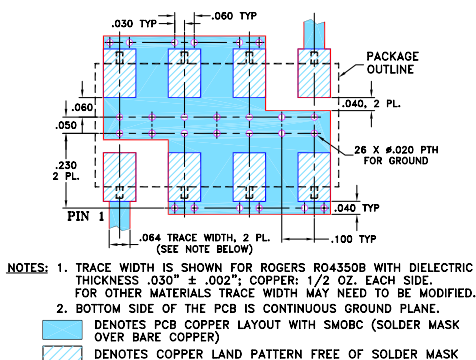 .030 TYP
.060 TYP
PACKAGE
OUTLINE
.060
.040, 2 PL.
.050
26 X ø.020 PTH
FOR GROUND
.230
2 PL.
PIN 1
.040 TYP
.064 TRACE WIDTH, 2 PL.
(SEE NOTE BELOW)
.100 TYP
NOTES: 1. TRACE WIDTH IS SHOWN FOR ROGERS RO4350B WITH DIELECTRIC
THICKNESS .030" ± .002"; COPPER: 1/2 OZ. EACH SIDE.
FOR OTHER MATERIALS TRACE WIDTH MAY NEED TO BE MODIFIED.
2. BOTTOM SIDE OF THE PCB IS CONTINUOUS GROUND PLANE.
DENOTES PCB COPPER LAYOUT WITH SMOBC (SOLDER MASK
OVER BARE COPPER)
DENOTES COPPER LAND PATTERN FREE OF SOLDER MASK